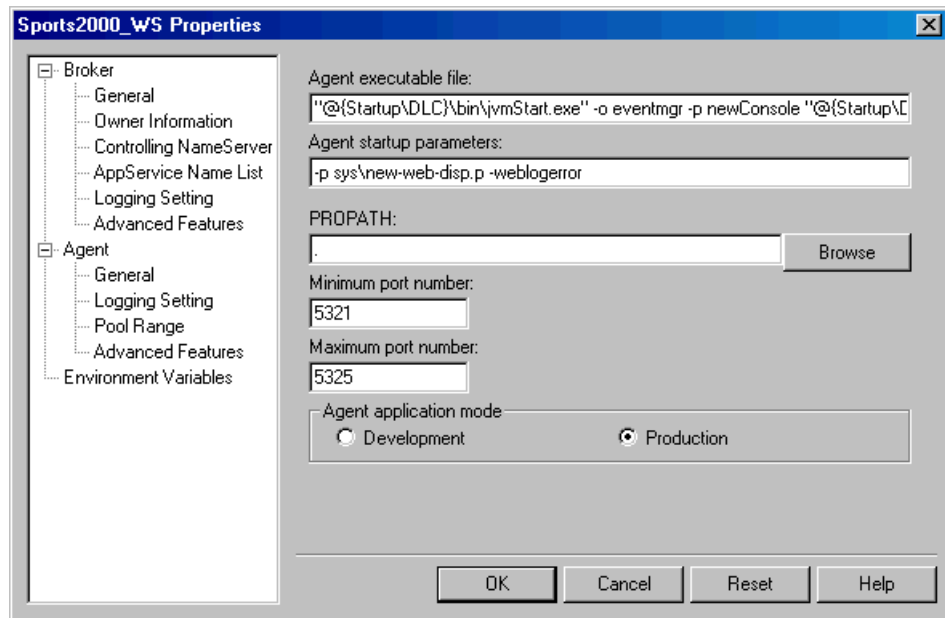 Sports2000_WS Properties
Broker
General
Owner Information
Controlling NameServer
AppService Name List
Logging Setting
Advanced Features
Agent
General
Logging Setting
Pool Range
Advanced Features
Environment Variables
Agent executable file:
"@{Startup\DLC}\bin\jvmStart.exe" -o eventmgr -p newConsole "@{Startup\D
Agent startup parameters:
-p sys\new-web-disp.p -weblogerror
PROPATH:
.
Browse
Minimum port number:
5321
Maximum port number:
5325
Agent application mode
Development Production
OK Cancel Reset Help